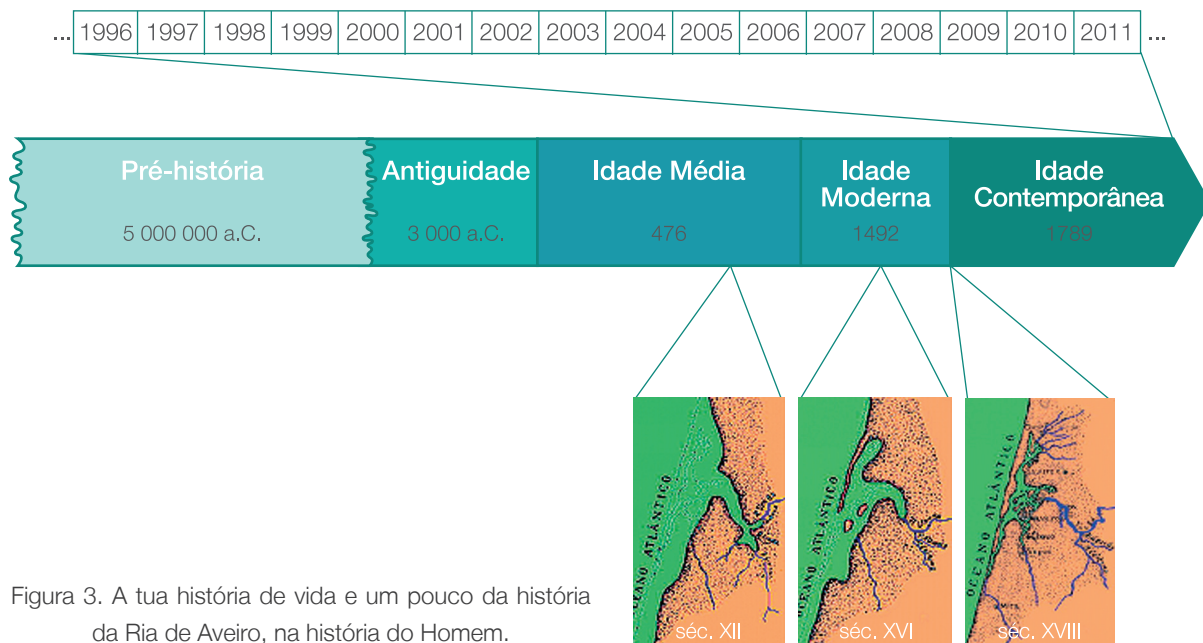 ... 1996 1997 1998 1999 2000 2001 2002 2003 2004 2005 2006 2007 2008 2009 2010 2011 ...
Pré-história
5 000 000 a.C.
Antiguidade
3 000 a.C.
Idade Média
476
Idade
Moderna
1492
Idade
Contemporânea
1789
OCEANO ATLÂNTICO
séc. XII
OCEANO ATLÂNTICO
séc. XVI
OCEANO ATLÂNTICO
séc. XVIII
Figura 3. A tua história de vida e um pouco da história
da Ria de Aveiro, na história do Homem.